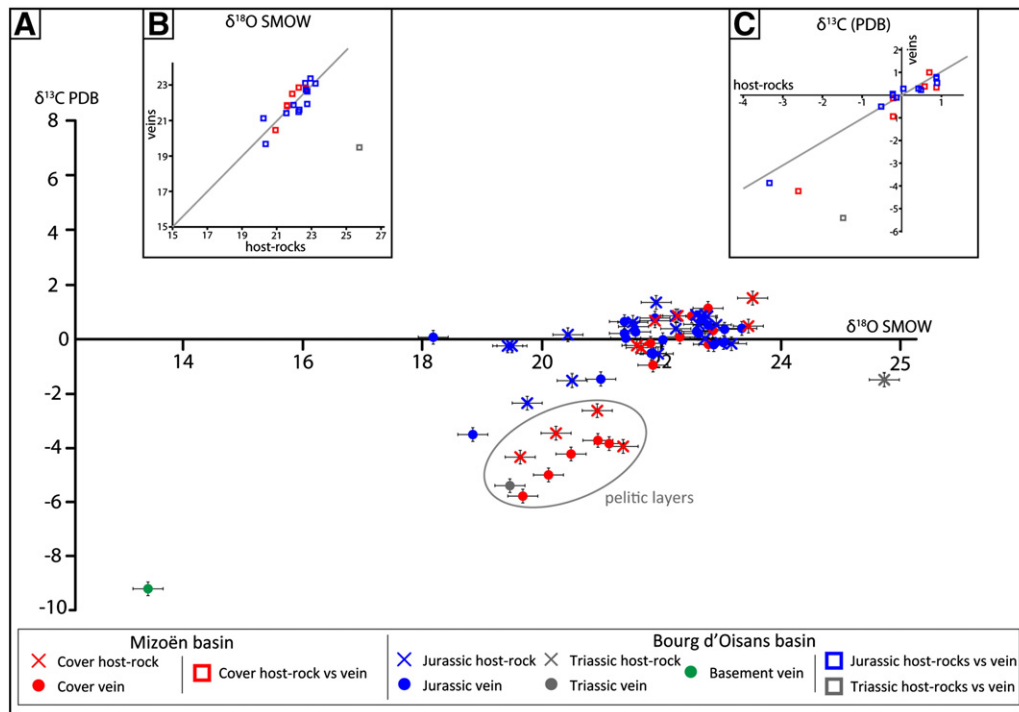 A
B
δ¹⁸O SMOW
veins
23
21
19
17
15
15 17 19 21 23 25 27
host-rocks
C
δ¹³C (PDB)
veins
host-rocks
2
1
-4 -3 -2 -1 1
-1
-2
-3
-4
-5
-6
δ¹³C PDB
8
6
4
2
0
-2
-4
-6
-8
-10
δ¹⁸O SMOW
14 16 18 20 22 24 25
pelitic layers
Mizoën basin
Cover host-rock
Cover vein
Cover host-rock vs vein
Bourg d'Oisans basin
Jurassic host-rock
Jurassic vein
Triassic host-rock
Triassic vein
Basement vein
Jurassic host-rocks vs vein
Triassic host-rocks vs vein